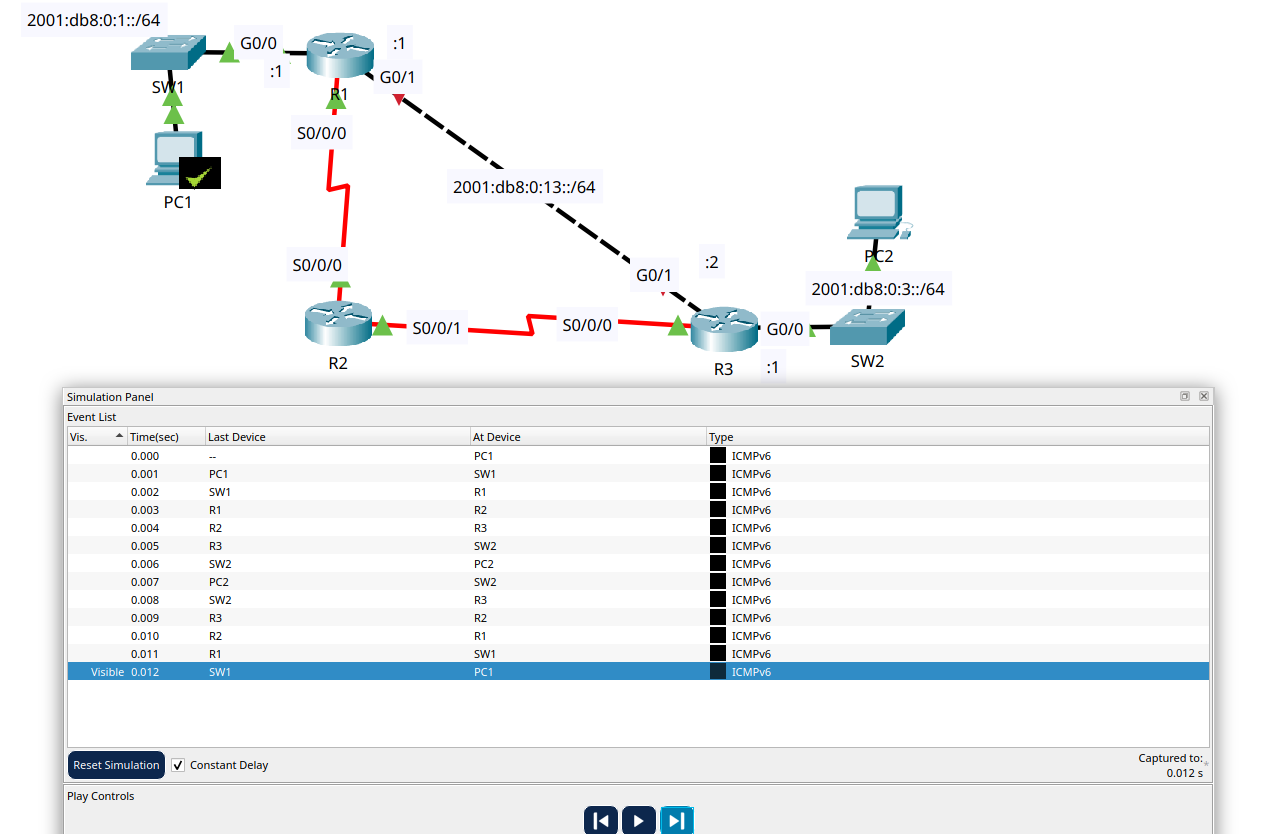 2001:db8:0:1::/64
G0/0
:1
:1
G0/1
SW1
R1
S0/0/0
2001:db8:0:13::/64
PC1
S0/0/0
G0/1
:2
PC2
2001:db8:0:3::/64
S0/0/1
S0/0/0
G0/0
R2
R3
:1
SW2
Simulation Panel
Event List
Vis. Time(sec) Last Device At Device Type
0.000 -- PC1 ICMPv6
0.001 PC1 SW1 ICMPv6
0.002 SW1 R1 ICMPv6
0.003 R1 R2 ICMPv6
0.004 R2 R3 ICMPv6
0.005 R3 SW2 ICMPv6
0.006 SW2 PC2 ICMPv6
0.007 PC2 SW2 ICMPv6
0.008 SW2 R3 ICMPv6
0.009 R3 R2 ICMPv6
0.010 R2 R1 ICMPv6
0.011 R1 SW1 ICMPv6
Visible 0.012 SW1 PC1 ICMPv6
Reset Simulation Constant Delay
Captured to: *
0.012 s
Play Controls